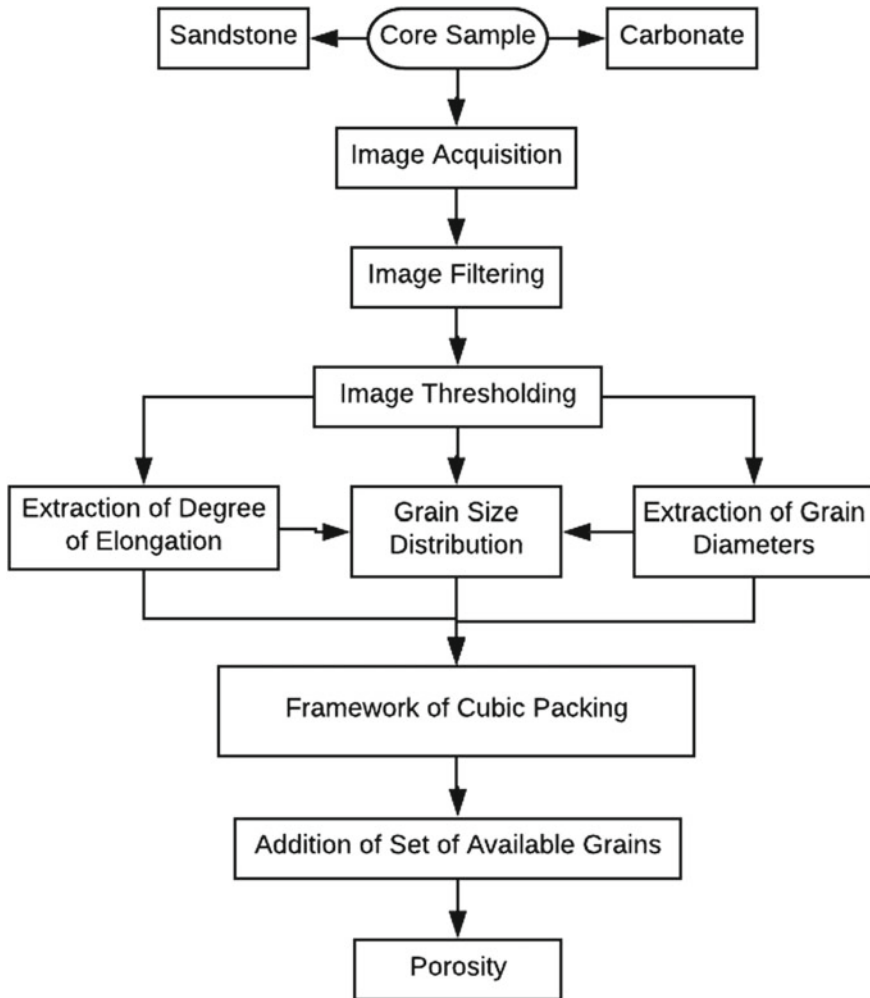 Sandstone
Core Sample
Carbonate
Image Acquisition
Image Filtering
Image Thresholding
Extraction of Degree
of Elongation
Grain Size
Distribution
Extraction of Grain
Diameters
Framework of Cubic Packing
Addition of Set of Available Grains
Porosity